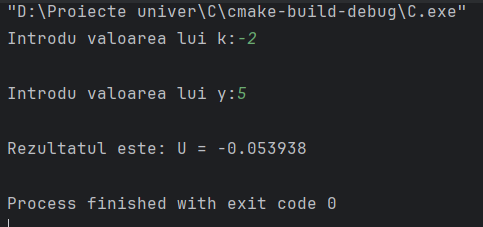 "D:\Proiecte univer\C\cmake-build-debug\C.exe"
Introdu valoarea lui k:-2
Introdu valoarea lui y:5
Rezultatul este: U = -0.053938
Process finished with exit code 0